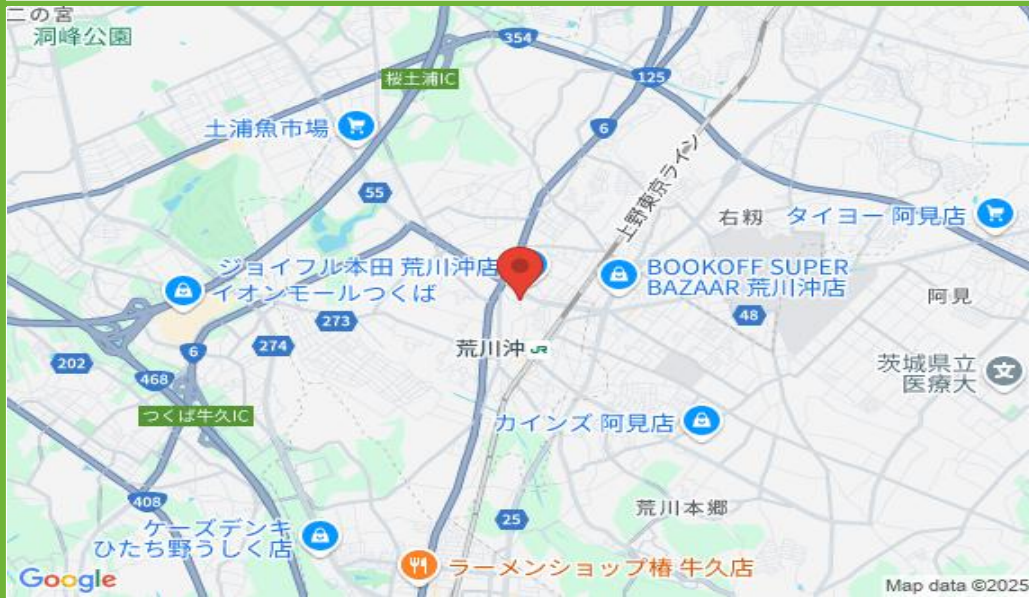 二の宮
洞峰公園
354
桜土浦IC
125
土浦魚市場
6
上野東京ライン
55
右籾
タイヨー 阿見店
ジョイフル本田 荒川沖店
BOOKOFF SUPER
BAZAAR 荒川沖店
イオンモールつくば
阿見
273
48
274
6
荒川沖 JR
202
468
茨城県立
医療大
つくば牛久IC
カインズ 阿見店
408
25
荒川本郷
ケーズデンキ
ひたち野うしく店
ラーメンショップ椿 牛久店
Google
Map data ©2025